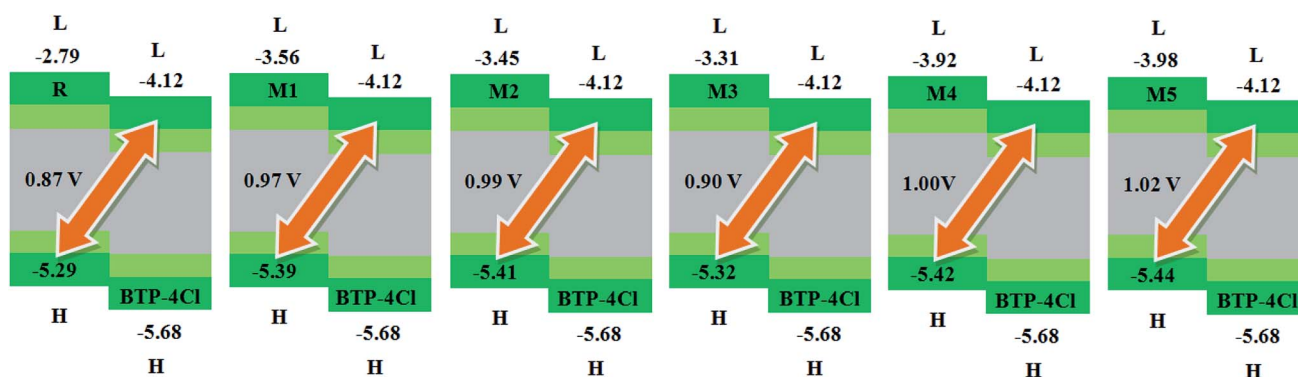 L
-2.79
L
-4.12
R
0.87 V
-5.29
BTP-4Cl
H
-5.68
H
L
-3.56
L
-4.12
M1
0.97 V
-5.39
BTP-4Cl
H
-5.68
H
L
-3.45
L
-4.12
M2
0.99 V
-5.41
BTP-4Cl
H
-5.68
H
L
-3.31
L
-4.12
M3
0.90 V
-5.32
BTP-4Cl
H
-5.68
H
L
-3.92
L
-4.12
M4
1.00V
-5.42
BTP-4Cl
H
-5.68
H
L
-3.98
L
-4.12
M5
1.02 V
-5.44
BTP-4Cl
H
-5.68
H